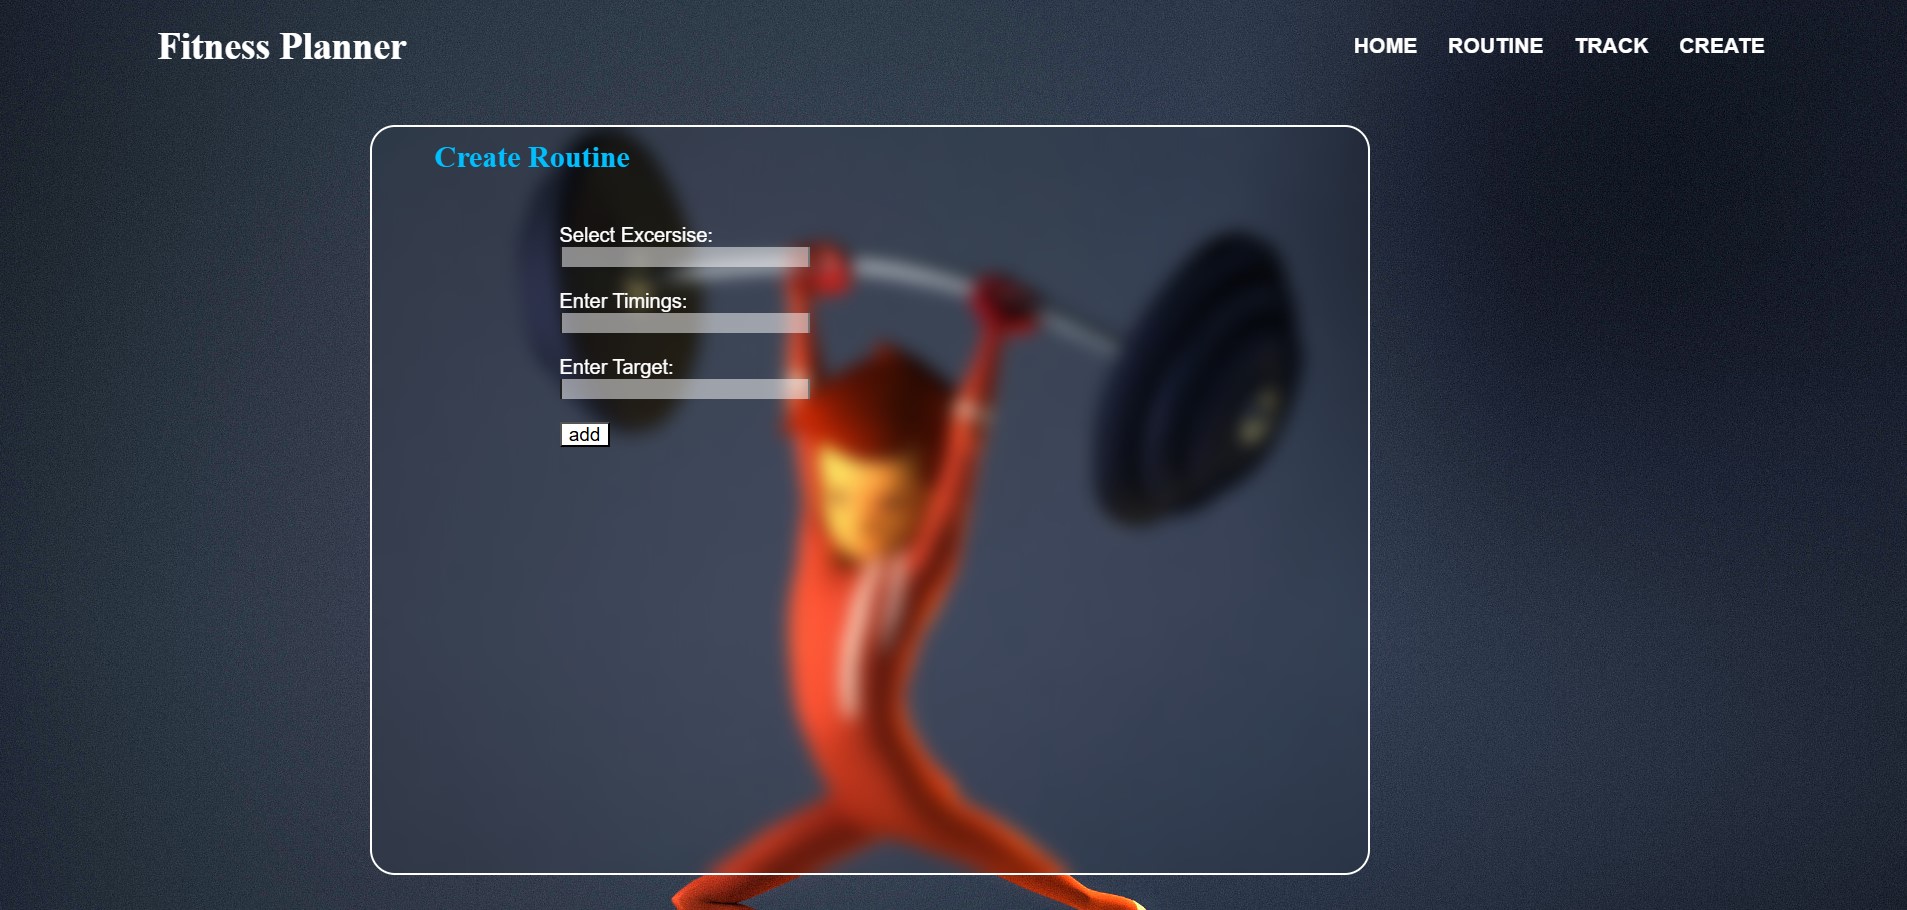 Fitness Planner
HOME ROUTINE TRACK CREATE
Create Routine
Select Excersise:
Enter Timings:
Enter Target:
add